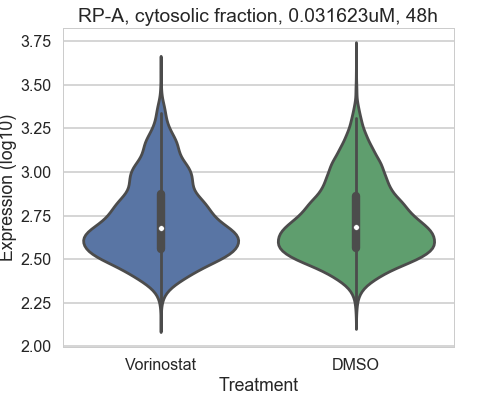 RP-A, cytosolic fraction, 0.031623uM, 48h
Expression (log10)
3.75
3.50
3.25
3.00
2.75
2.50
2.25
2.00
Vorinostat
DMSO
Treatment